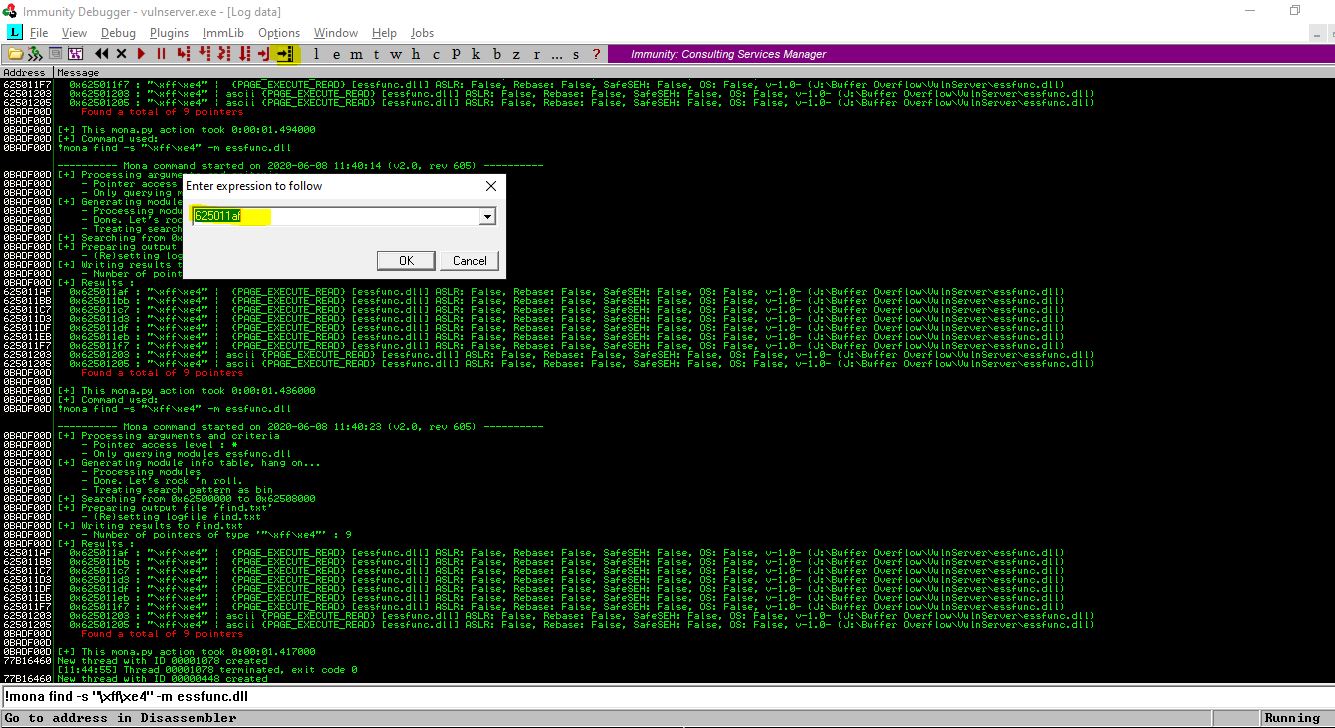 Immunity Debugger - vulnserver.exe - [Log data]
L File View Debug Plugins ImmLib Options Window Help Jobs
l e m t w h c P k b z r ... s ? Immunity: Consulting Services Manager
Address Message
625011F7 0x625011f7 : "\xff\xe4" | {PAGE_EXECUTE_READ} [essfunc.dll] ASLR: False, Rebase: False, SafeSEH: False, OS: False, v-1.0- (J:\Buffer Overflow\VulnServer\essfunc.dll)
62501203 0x62501203 : "\xff\xe4" | ascii {PAGE_EXECUTE_READ} [essfunc.dll] ASLR: False, Rebase: False, SafeSEH: False, OS: False, v-1.0- (J:\Buffer Overflow\VulnServer\essfunc.dll)
62501205 0x62501205 : "\xff\xe4" | ascii {PAGE_EXECUTE_READ} [essfunc.dll] ASLR: False, Rebase: False, SafeSEH: False, OS: False, v-1.0- (J:\Buffer Overflow\VulnServer\essfunc.dll)
0BADF00D Found a total of 9 pointers
0BADF00D
0BADF00D [+] This mona.py action took 0:00:01.494000
0BADF00D [+] Command used:
0BADF00D !mona find -s "\xff\xe4" -m essfunc.dll
---------- Mona command started on 2020-06-08 11:40:14 (v2.0, rev 605) ----------
0BADF00D [+] Processing arguments and criteria
0BADF00D - Pointer access
0BADF00D - Only querying m
0BADF00D [+] Generating module
0BADF00D - Processing modu
0BADF00D - Done. Let's roc
0BADF00D - Treating search
0BADF00D [+] Searching from 0x
0BADF00D [+] Preparing output
0BADF00D - (Re)setting log
0BADF00D [+] Writing results t
0BADF00D - Number of point
0BADF00D [+] Results :
Enter expression to follow
625011af
OK Cancel
625011AF 0x625011af : "\xff\xe4" | {PAGE_EXECUTE_READ} [essfunc.dll] ASLR: False, Rebase: False, SafeSEH: False, OS: False, v-1.0- (J:\Buffer Overflow\VulnServer\essfunc.dll)
625011BB 0x625011bb : "\xff\xe4" | {PAGE_EXECUTE_READ} [essfunc.dll] ASLR: False, Rebase: False, SafeSEH: False, OS: False, v-1.0- (J:\Buffer Overflow\VulnServer\essfunc.dll)
625011C7 0x625011c7 : "\xff\xe4" | {PAGE_EXECUTE_READ} [essfunc.dll] ASLR: False, Rebase: False, SafeSEH: False, OS: False, v-1.0- (J:\Buffer Overflow\VulnServer\essfunc.dll)
625011D3 0x625011d3 : "\xff\xe4" | {PAGE_EXECUTE_READ} [essfunc.dll] ASLR: False, Rebase: False, SafeSEH: False, OS: False, v-1.0- (J:\Buffer Overflow\VulnServer\essfunc.dll)
625011DF 0x625011df : "\xff\xe4" | {PAGE_EXECUTE_READ} [essfunc.dll] ASLR: False, Rebase: False, SafeSEH: False, OS: False, v-1.0- (J:\Buffer Overflow\VulnServer\essfunc.dll)
625011EB 0x625011eb : "\xff\xe4" | {PAGE_EXECUTE_READ} [essfunc.dll] ASLR: False, Rebase: False, SafeSEH: False, OS: False, v-1.0- (J:\Buffer Overflow\VulnServer\essfunc.dll)
625011F7 0x625011f7 : "\xff\xe4" | {PAGE_EXECUTE_READ} [essfunc.dll] ASLR: False, Rebase: False, SafeSEH: False, OS: False, v-1.0- (J:\Buffer Overflow\VulnServer\essfunc.dll)
62501203 0x62501203 : "\xff\xe4" | ascii {PAGE_EXECUTE_READ} [essfunc.dll] ASLR: False, Rebase: False, SafeSEH: False, OS: False, v-1.0- (J:\Buffer Overflow\VulnServer\essfunc.dll)
62501205 0x62501205 : "\xff\xe4" | ascii {PAGE_EXECUTE_READ} [essfunc.dll] ASLR: False, Rebase: False, SafeSEH: False, OS: False, v-1.0- (J:\Buffer Overflow\VulnServer\essfunc.dll)
0BADF00D Found a total of 9 pointers
0BADF00D
0BADF00D [+] This mona.py action took 0:00:01.436000
0BADF00D [+] Command used:
0BADF00D !mona find -s "\xff\xe4" -m essfunc.dll
---------- Mona command started on 2020-06-08 11:40:23 (v2.0, rev 605) ----------
0BADF00D [+] Processing arguments and criteria
0BADF00D - Pointer access level : *
0BADF00D - Only querying modules essfunc.dll
0BADF00D [+] Generating module info table, hang on...
0BADF00D - Processing modules
0BADF00D - Done. Let's rock 'n roll.
0BADF00D - Treating search pattern as bin
0BADF00D [+] Searching from 0x62500000 to 0x62508000
0BADF00D [+] Preparing output file 'find.txt'
0BADF00D - (Re)setting logfile find.txt
0BADF00D [+] Writing results to find.txt
0BADF00D - Number of pointers of type '"\xff\xe4"' : 9
0BADF00D [+] Results :
625011AF 0x625011af : "\xff\xe4" | {PAGE_EXECUTE_READ} [essfunc.dll] ASLR: False, Rebase: False, SafeSEH: False, OS: False, v-1.0- (J:\Buffer Overflow\VulnServer\essfunc.dll)
625011BB 0x625011bb : "\xff\xe4" | {PAGE_EXECUTE_READ} [essfunc.dll] ASLR: False, Rebase: False, SafeSEH: False, OS: False, v-1.0- (J:\Buffer Overflow\VulnServer\essfunc.dll)
625011C7 0x625011c7 : "\xff\xe4" | {PAGE_EXECUTE_READ} [essfunc.dll] ASLR: False, Rebase: False, SafeSEH: False, OS: False, v-1.0- (J:\Buffer Overflow\VulnServer\essfunc.dll)
625011D3 0x625011d3 : "\xff\xe4" | {PAGE_EXECUTE_READ} [essfunc.dll] ASLR: False, Rebase: False, SafeSEH: False, OS: False, v-1.0- (J:\Buffer Overflow\VulnServer\essfunc.dll)
625011DF 0x625011df : "\xff\xe4" | {PAGE_EXECUTE_READ} [essfunc.dll] ASLR: False, Rebase: False, SafeSEH: False, OS: False, v-1.0- (J:\Buffer Overflow\VulnServer\essfunc.dll)
625011EB 0x625011eb : "\xff\xe4" | {PAGE_EXECUTE_READ} [essfunc.dll] ASLR: False, Rebase: False, SafeSEH: False, OS: False, v-1.0- (J:\Buffer Overflow\VulnServer\essfunc.dll)
625011F7 0x625011f7 : "\xff\xe4" | {PAGE_EXECUTE_READ} [essfunc.dll] ASLR: False, Rebase: False, SafeSEH: False, OS: False, v-1.0- (J:\Buffer Overflow\VulnServer\essfunc.dll)
62501203 0x62501203 : "\xff\xe4" | ascii {PAGE_EXECUTE_READ} [essfunc.dll] ASLR: False, Rebase: False, SafeSEH: False, OS: False, v-1.0- (J:\Buffer Overflow\VulnServer\essfunc.dll)
62501205 0x62501205 : "\xff\xe4" | ascii {PAGE_EXECUTE_READ} [essfunc.dll] ASLR: False, Rebase: False, SafeSEH: False, OS: False, v-1.0- (J:\Buffer Overflow\VulnServer\essfunc.dll)
0BADF00D Found a total of 9 pointers
0BADF00D
0BADF00D [+] This mona.py action took 0:00:01.417000
77B16460 New thread with ID 00001078 created
[11:44:55] Thread 00001078 terminated, exit code 0
77B16460 New thread with ID 00000448 created
!mona find -s "\xff\xe4" -m essfunc.dll
Go to address in Disassembler Running